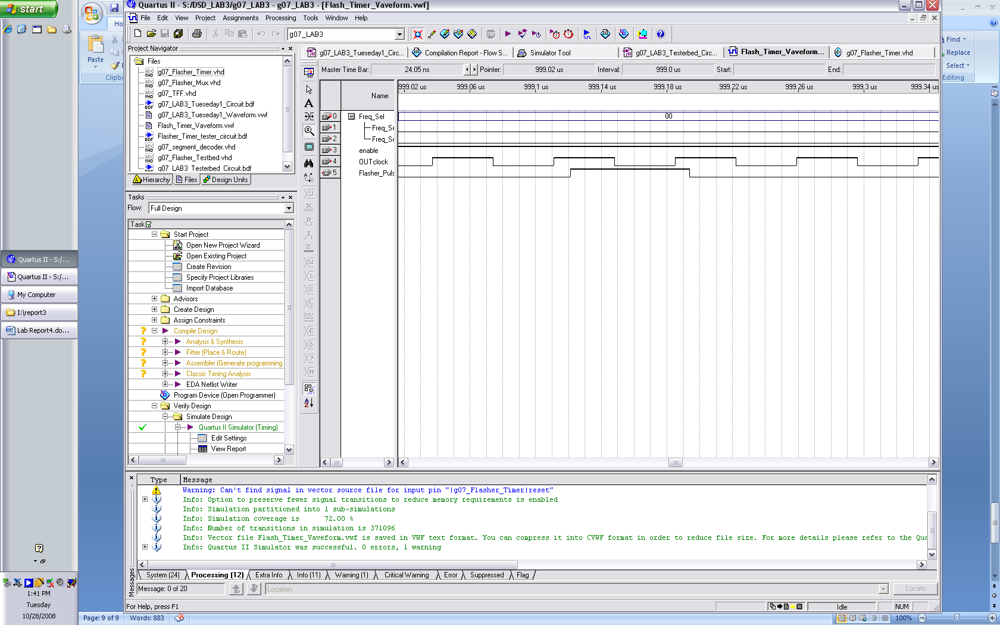 start
Quartus II - S:/DSD_LAB3/g07_LAB3 - g07_LAB3 - [Flash_Timer_Vaveform.vwf]
File Edit View Project Assignments Processing Tools Window Help
g07_LAB3
Ho
Paste
Clipb
Find
Replace
Select
Editing
Project Navigator
Files
g07_Flasher_Timer.vhd
g07_Flasher_Mux.vhd
g07_TFF.vhd
g07_LAB3_Tueseday1_Circuit.bdf
g07_LAB3_Tueseday1_Waveform.vwf
Flash_Timer_Vaveform.vwf
Flasher_Timer_tester_circuit.bdf
g07_segment_decoder.vhd
g07_Flasher_Testbed.vhd
g07_LAB3_Testerbed_Circuit.bdf
Hierarchy Files Design Units
Tasks
Flow: Full Design
Task
Start Project
Open New Project Wizard
Open Existing Project
Create Revision
Specify Project Libraries
Import Database
Advisors
Create Design
Assign Constraints
Compile Design
Analysis & Synthesis
Fitter (Place & Route)
Assembler (Generate programming
Classic Timing Analysis
EDA Netlist Writer
Program Device (Open Programmer)
Verify Design
Simulate Design
Quartus II Simulator (Timing)
Edit Settings
View Report
g07_LAB3_Tueseday1_Circ... Compilation Report - Flow S... Simulator Tool g07_LAB3_Testerbed_Circ... Flash_Timer_Vaveform... g07_Flasher_Timer.vhd
Master Time Bar: 24.05 ns Pointer: 999.02 us Interval: 999.0 us Start: End:
Name
999.02 us 999.06 us 999.1 us 999.14 us 999.18 us 999.22 us 999.26 us 999.3 us 999.34 us
0 Freq_Sel 00
1 Freq_Se
2 Freq_Se
3 enable
4 OUTclock
5 Flasher_Puls
Type Message
Warning: Can't find signal in vector source file for input pin "|g07_Flasher_Timer|reset"
Info: Option to preserve fewer signal transitions to reduce memory requirements is enabled
Info: Simulation partitioned into 1 sub-simulations
Info: Simulation coverage is 72.00 %
Info: Number of transitions in simulation is 371096
Info: Vector file Flash_Timer_Vaveform.vwf is saved in VWF text format. You can compress it into CVWF format in order to reduce file size. For more details please refer to the Qua
Info: Quartus II Simulator was successful. 0 errors, 1 warning
System (24) Processing (12) Extra Info Info (11) Warning (1) Critical Warning Error Suppressed Flag
Messages
Message: 0 of 20 Location: Locate
For Help, press F1 Idle NUM
Page: 9 of 9 Words: 883 100%
Quartus II - S:/...
Quartus II - S:/...
My Computer
I:\report3
Lab Report4.do...
1:41 PM
Tuesday
10/28/2008